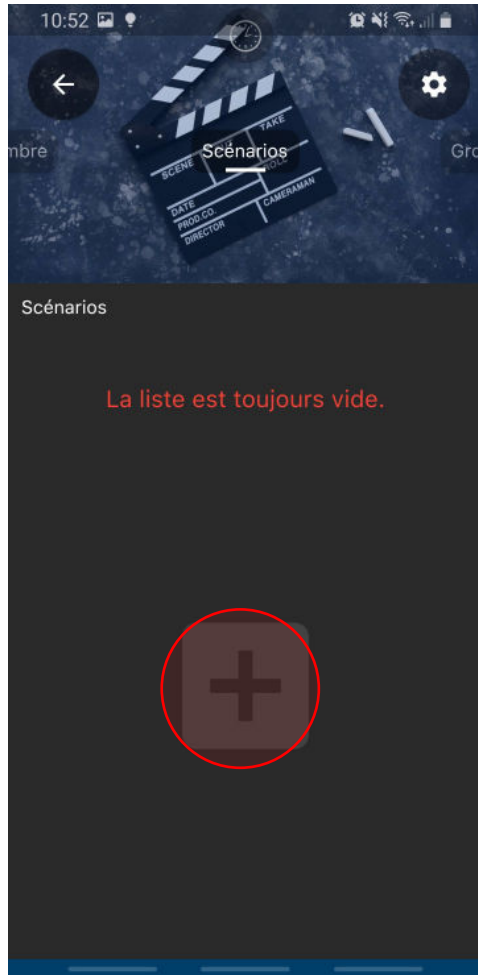 10:52
mbre
Scénarios
Gro
TAKE
SCENE
ROLL
DATE
PROD.CO.
DIRECTOR
CAMERAMAN
Scénarios
La liste est toujours vide.